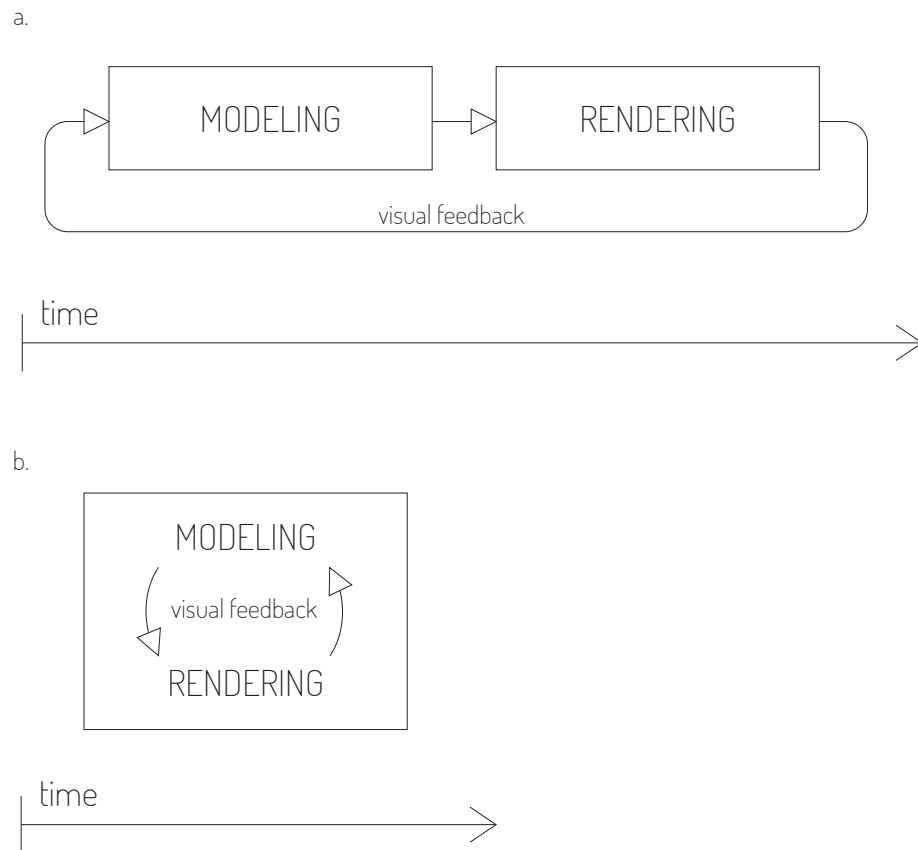 a.
MODELING
RENDERING
visual feedback
time
b.
MODELING
visual feedback
RENDERING
time